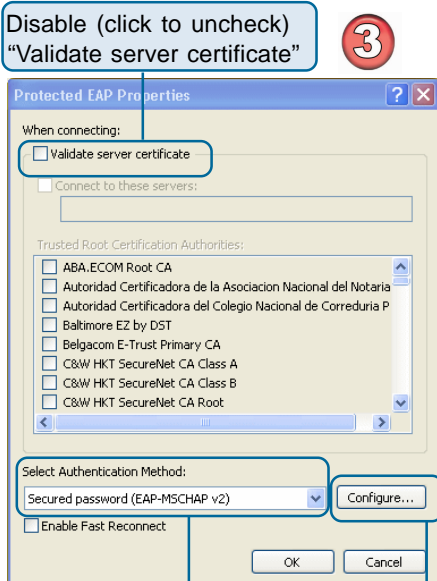 Disable (click to uncheck)
“Validate server certificate”
3
Protected EAP Properties
When connecting:
Validate server certificate
Connect to these servers:
Trusted Root Certification Authorities:
ABA.ECOM Root CA
Autoridad Certificadora de la Asociacion Nacional del Notaria
Autoridad Certificadora del Colegio Nacional de Correduria P
Baltimore EZ by DST
Belgacom E-Trust Primary CA
C&W HKT SecureNet CA Class A
C&W HKT SecureNet CA Class B
C&W HKT SecureNet CA Root
Select Authentication Method:
Secured password (EAP-MSCHAP v2)
Configure...
Enable Fast Reconnect
OK
Cancel